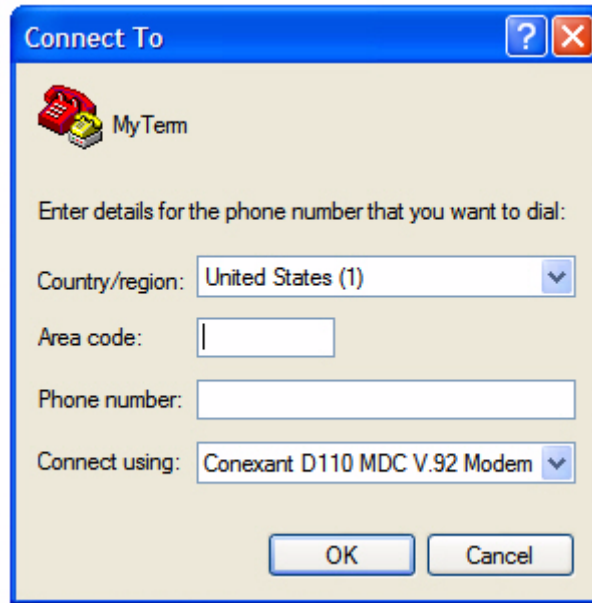 Connect To
MyTerm
Enter details for the phone number that you want to dial:
Country/region: United States (1)
Area code:
Phone number:
Connect using: Conexant D110 MDC V.92 Modem
OK Cancel